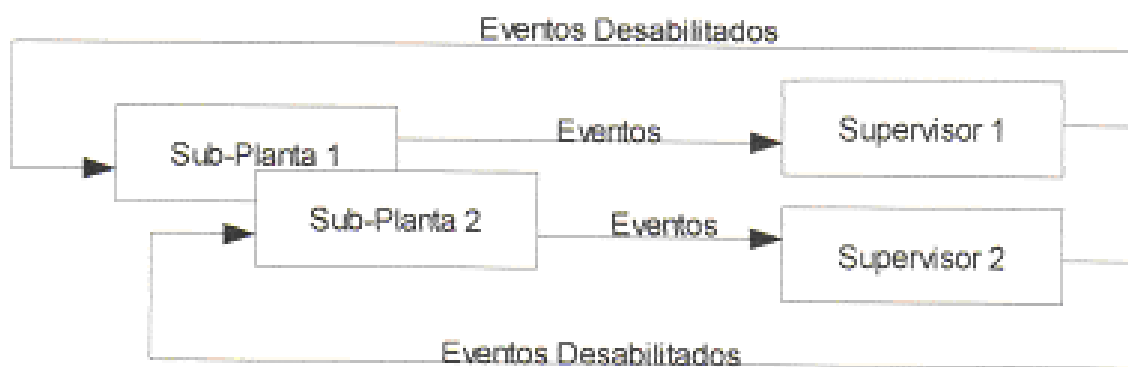 Eventos Desabilitados
Sub-Planta 1
Eventos
Supervisor 1
Sub-Planta 2
Eventos
Supervisor 2
Eventos Desabilitados